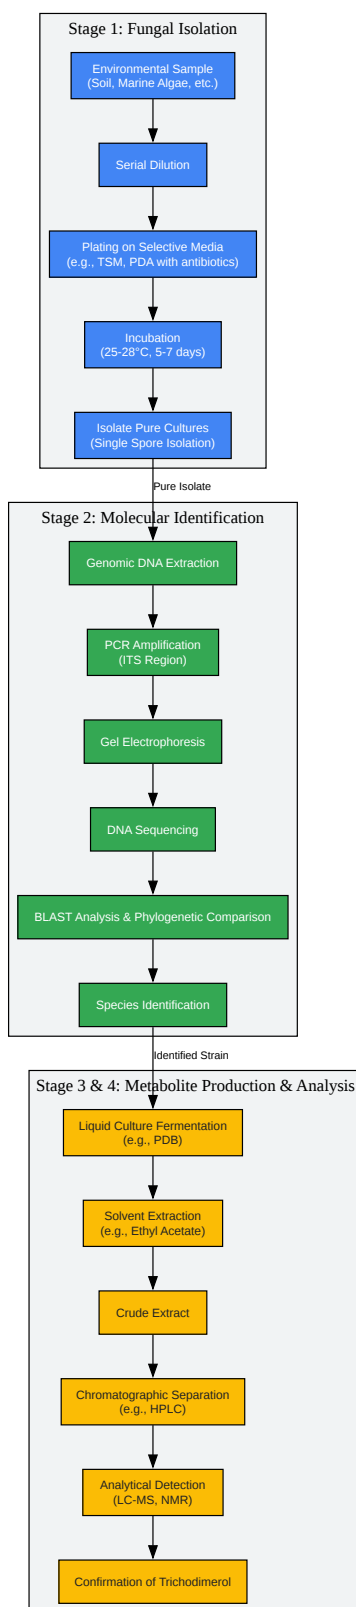 Stage 1: Fungal Isolation
Environmental Sample
(Soil, Marine Algae, etc.)
Serial Dilution
Plating on Selective Media
(e.g., TSM, PDA with antibiotics)
Incubation
(25-28°C, 5-7 days)
Isolate Pure Cultures
(Single Spore Isolation)
Pure Isolate
Stage 2: Molecular Identification
Genomic DNA Extraction
PCR Amplification
(ITS Region)
Gel Electrophoresis
DNA Sequencing
BLAST Analysis & Phylogenetic Comparison
Species Identification
Identified Strain
Stage 3 & 4: Metabolite Production & Analysis
Liquid Culture Fermentation
(e.g., PDB)
Solvent Extraction
(e.g., Ethyl Acetate)
Crude Extract
Chromatographic Separation
(e.g., HPLC)
Analytical Detection
(LC-MS, NMR)
Confirmation of Trichodimerol